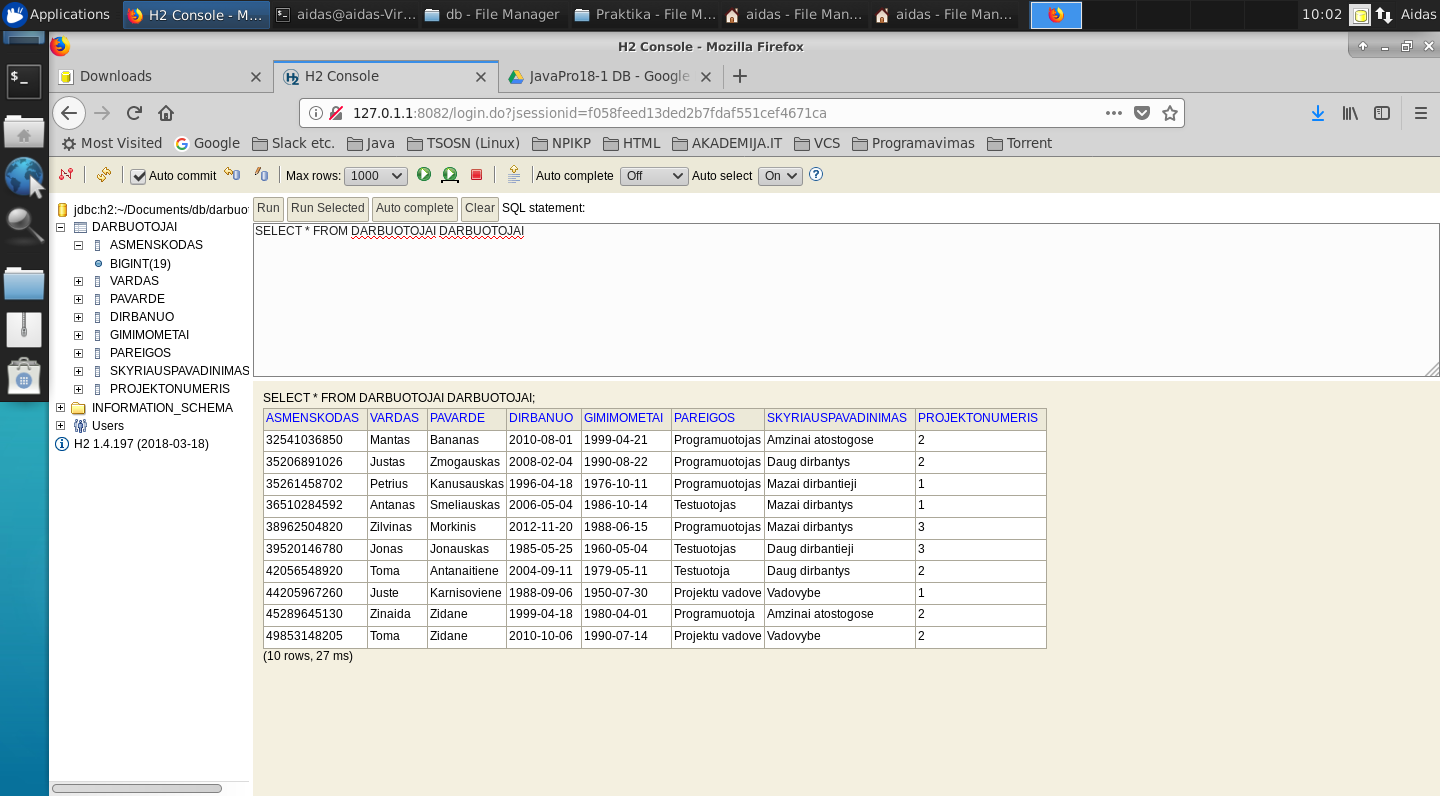 Applications H2 Console - M... aidas@aidas-Vir... db - File Manager Praktika - File M... aidas - File Man... aidas - File Man... 10:02 Aidas
H2 Console - Mozilla Firefox
Downloads H2 Console JavaPro18-1 DB - Google
127.0.1.1:8082/login.do?jsessionid=f058feed13ded2b7fdaf551cef4671ca
Most Visited Google Slack etc. Java TSOSN (Linux) NPIKP HTML AKADEMIJA.IT VCS Programavimas Torrent
Auto commit Max rows: 1000 Auto complete Off Auto select On
jdbc:h2:~/Documents/db/darbuot
DARBUOTOJAI
ASMENSKODAS
BIGINT(19)
VARDAS
PAVARDE
DIRBANUO
GIMIMOMETAI
PAREIGOS
SKYRIAUSPAVADINIMAS
PROJEKTONUMERIS
INFORMATION_SCHEMA
Users
H2 1.4.197 (2018-03-18)
Run Run Selected Auto complete Clear SQL statement:
SELECT * FROM DARBUOTOJAI DARBUOTOJAI
SELECT * FROM DARBUOTOJAI DARBUOTOJAI;
ASMENSKODAS VARDAS PAVARDE DIRBANUO GIMIMOMETAI PAREIGOS SKYRIAUSPAVADINIMAS PROJEKTONUMERIS
32541036850 Mantas Bananas 2010-08-01 1999-04-21 Programuotojas Amzinai atostogose 2
35206891026 Justas Zmogauskas 2008-02-04 1990-08-22 Programuotojas Daug dirbantys 2
35261458702 Petrius Kanusauskas 1996-04-18 1976-10-11 Programuotojas Mazai dirbantieji 1
36510284592 Antanas Smeliauskas 2006-05-04 1986-10-14 Testuotojas Mazai dirbantys 1
38962504820 Zilvinas Morkinis 2012-11-20 1988-06-15 Programuotojas Mazai dirbantys 3
39520146780 Jonas Jonauskas 1985-05-25 1960-05-04 Testuotojas Daug dirbantieji 3
42056548920 Toma Antanaitiene 2004-09-11 1979-05-11 Testuotoja Daug dirbantys 2
44205967260 Juste Karnisoviene 1988-09-06 1950-07-30 Projektu vadove Vadovybe 1
45289645130 Zinaida Zidane 1999-04-18 1980-04-01 Programuotoja Amzinai atostogose 2
49853148205 Toma Zidane 2010-10-06 1990-07-14 Projektu vadove Vadovybe 2
(10 rows, 27 ms)